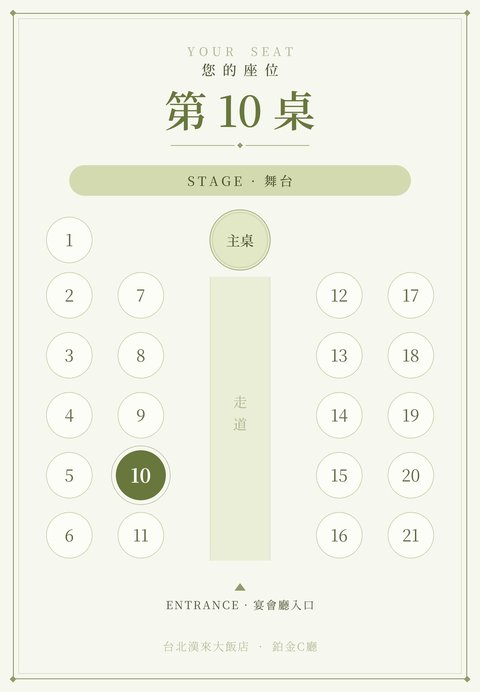 YOUR SEAT
您的座位
第 10 桌
STAGE · 舞台
1 主桌
2 7 12 17
3 8 13 18
走道
4 9 14 19
5 10 15 20
6 11 16 21
ENTRANCE · 宴會廳入口
台北漢來大飯店 · 鉑金C廳